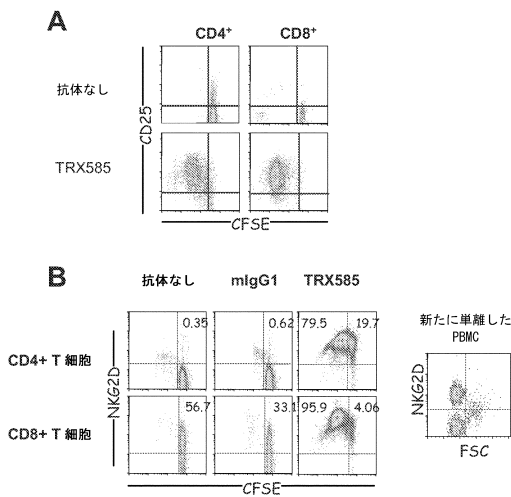 A
CD4⁺ CD8⁺
抗体なし
TRX585
CD25
CFSE
B
抗体なし mIgG1 TRX585
新たに単離した
PBMC
CD4+ T 細胞
0.35 0.62 79.5 19.7
CD8+ T 細胞
56.7 33.1 95.9 4.06
NKG2D
CFSE
NKG2D
FSC